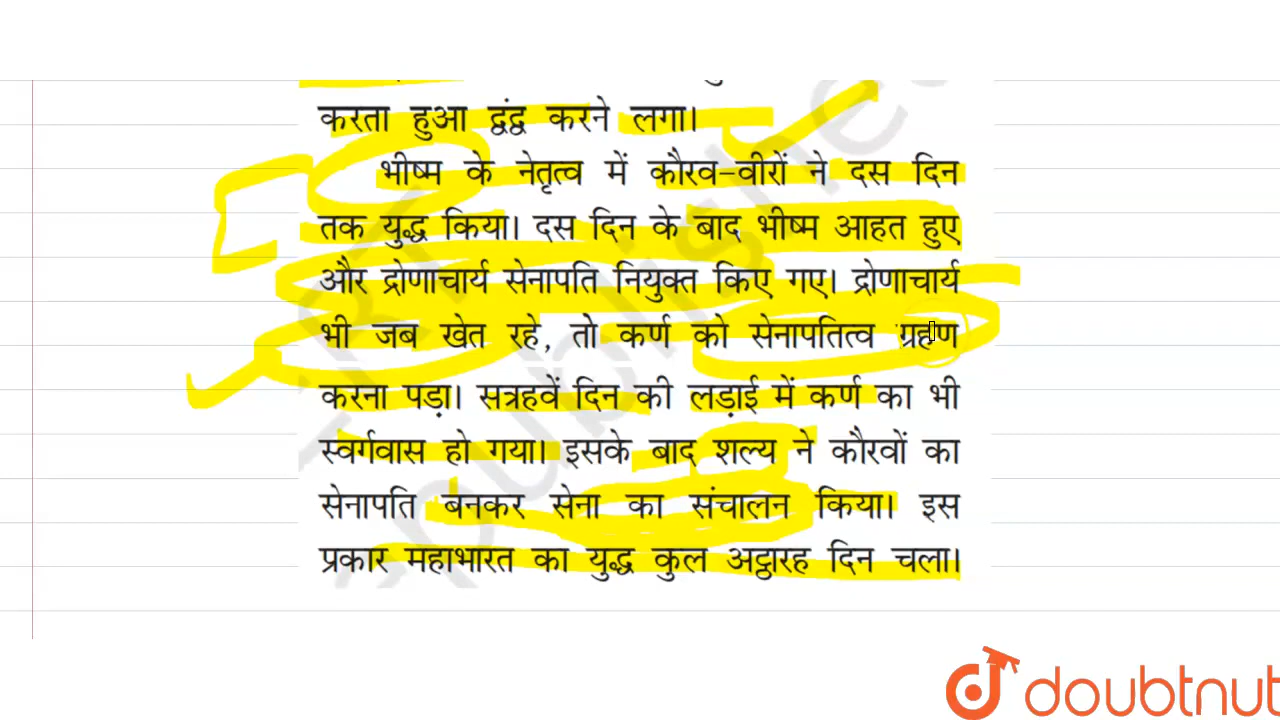 करता हुआ द्वंद्व करने लगा।
भीष्म के नेतृत्व में कौरव-वीरों ने दस दिन
तक युद्ध किया। दस दिन के बाद भीष्म आहत हुए
और द्रोणाचार्य सेनापति नियुक्त किए गए। द्रोणाचार्य
भी जब खेत रहे, तो कर्ण को सेनापतित्व ग्रहण
करना पड़ा। सत्रहवें दिन की लड़ाई में कर्ण का भी
स्वर्गवास हो गया। इसके बाद शल्य ने कौरवों का
सेनापति बनकर सेना का संचालन किया। इस
प्रकार महाभारत का युद्ध कुल अट्ठारह दिन चला।
doubtnut